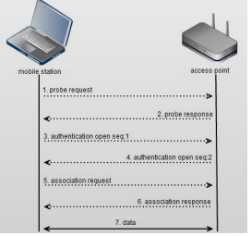 mobile station
access point
1. probe request
2. probe response
3. authentication open seq:1
4. authentication open seq:2
5. association request
6. association response
7. data